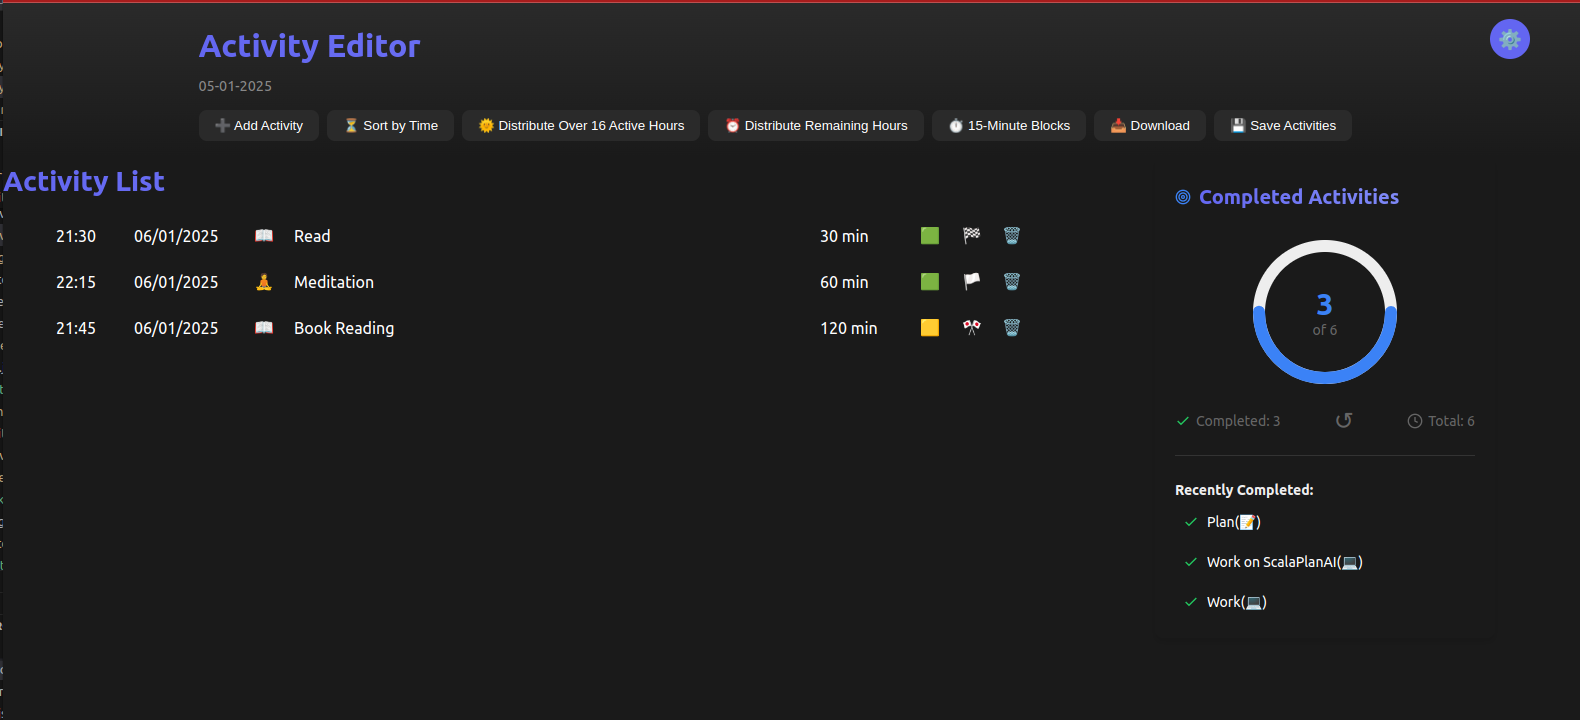 Activity Editor
05-01-2025
➕ Add Activity ⏳ Sort by Time 🌞 Distribute Over 16 Active Hours ⏰ Distribute Remaining Hours ⏱️ 15-Minute Blocks 📥 Download 💾 Save Activities
Activity List
21:30 06/01/2025 📖 Read 30 min
22:15 06/01/2025 🧘 Meditation 60 min
21:45 06/01/2025 📖 Book Reading 120 min
Completed Activities
3
of 6
Completed: 3 Total: 6
Recently Completed:
Plan(📝)
Work on ScalaPlanAI(💻)
Work(💻)